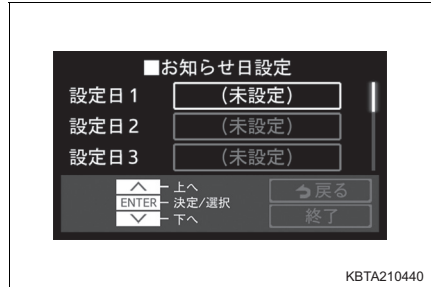 ■お知らせ日設定
設定日1 (未設定)
設定日2 (未設定)
設定日3 (未設定)
上へ
ENTER 決定/選択 戻る
下へ 終了
KBTA210440